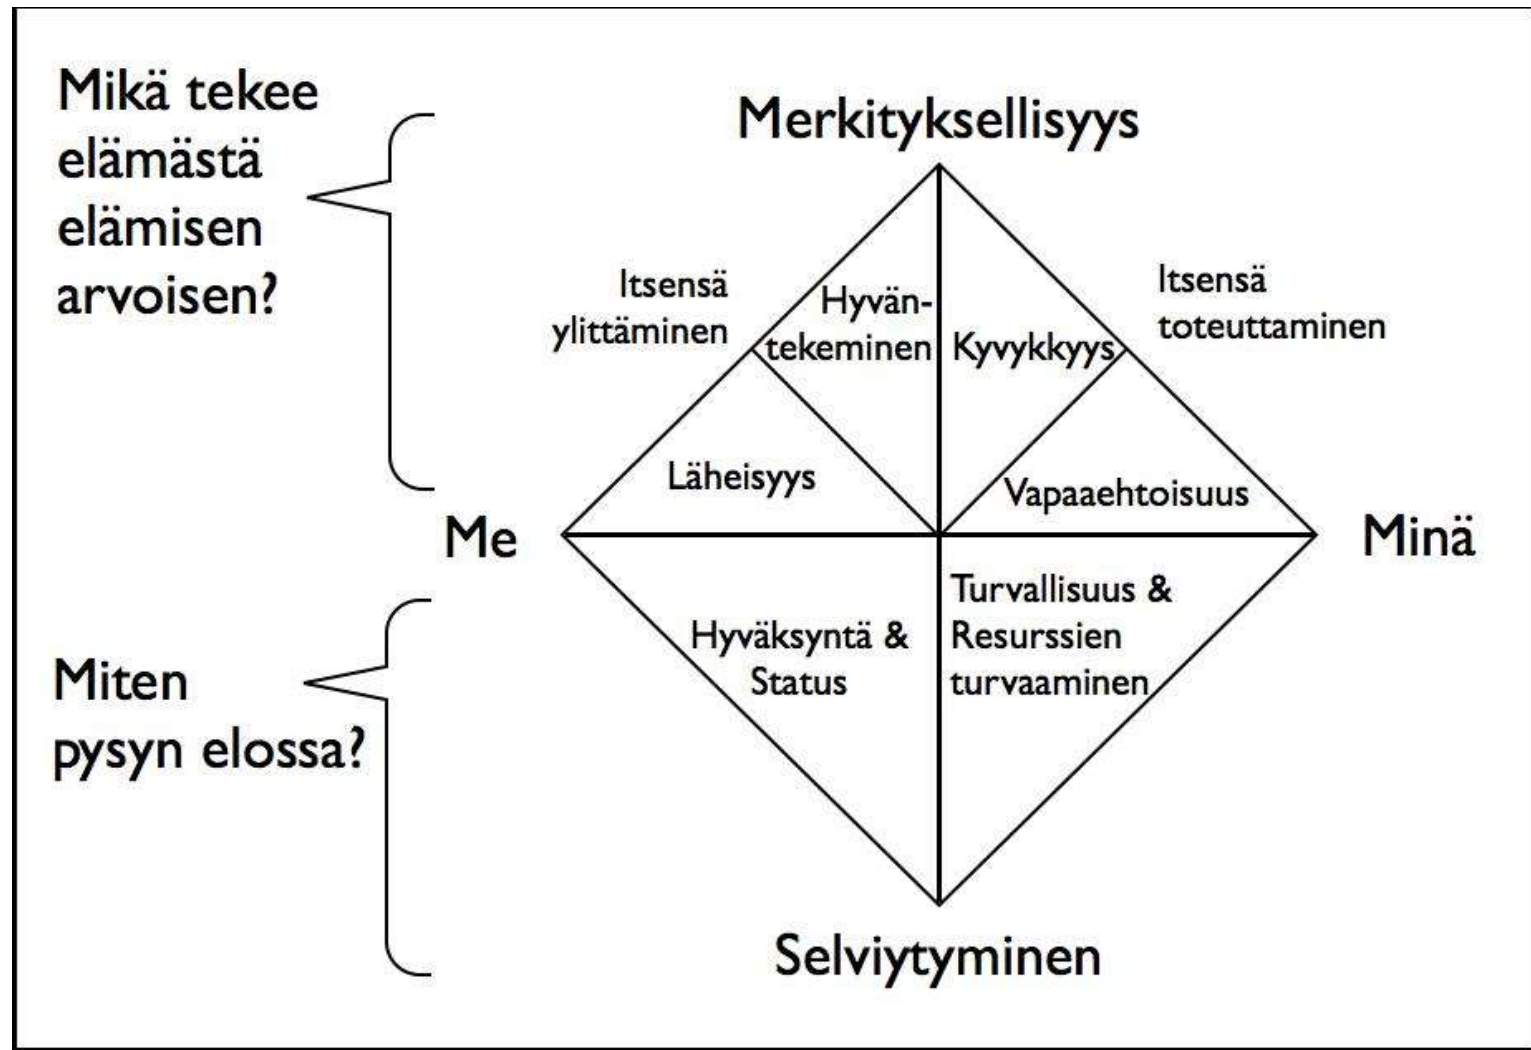 Mikä tekee
elämästä
elämisen
arvoisen?
Merkityksellisyys
Itsensä
ylittäminen
Hyvän-
tekeminen
Kyvykkyys
Itsensä
toteuttaminen
Läheisyys
Vapaaehtoisuus
Me
Minä
Miten
pysyn elossa?
Hyväksyntä &
Status
Turvallisuus &
Resurssien
turvaaminen
Selviytyminen